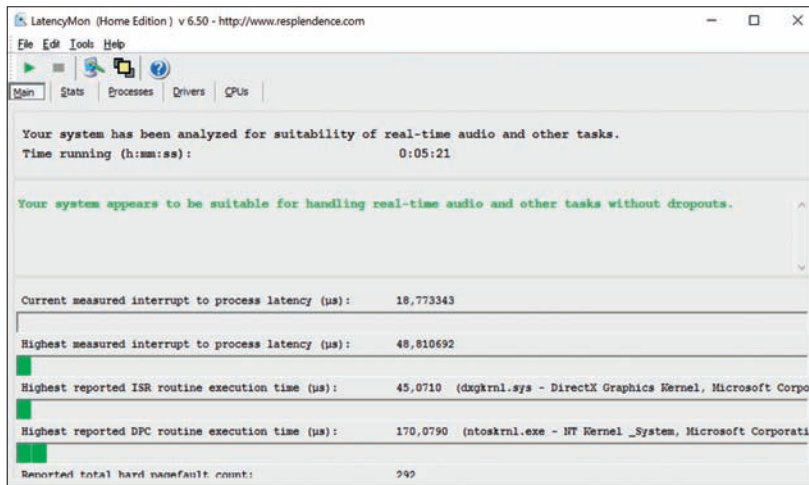 LatencyMon (Home Edition ) v 6.50 - http://www.resplendence.com
File Edit Tools Help
Main Stats Processes Drivers CPUs
Your system has been analyzed for suitability of real-time audio and other tasks.
Time running (h:mm:ss): 0:05:21
Your system appears to be suitable for handling real-time audio and other tasks without dropouts.
Current measured interrupt to process latency (µs): 18,773343
Highest measured interrupt to process latency (µs): 48,810692
Highest reported ISR routine execution time (µs): 45,0710 (dxgkrnl.sys - DirectX Graphics Kernel, Microsoft Corpo
Highest reported DPC routine execution time (µs): 170,0790 (ntoskrnl.exe - NT Kernel _System, Microsoft Corporati
Reported total hard pagefault count: 292